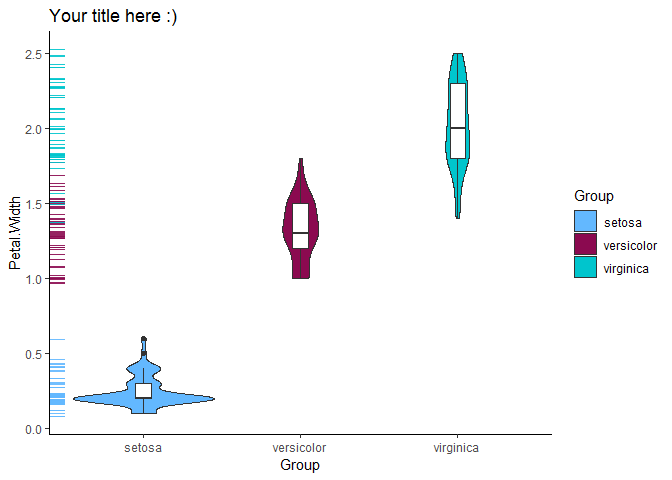 Your title here :)
2.5
2.0
1.5
1.0
0.5
0.0
Petal.Width
setosa
versicolor
virginica
Group
Group
setosa
versicolor
virginica